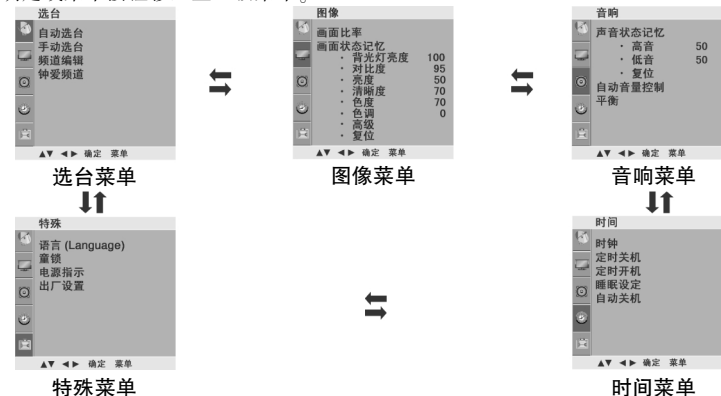 选台
自动选台
手动选台
频道编辑
钟爱频道
▲▼ ◄► 确定 菜单
选台菜单
图像
画面比率
画面状态记忆
· 背光灯亮度 100
· 对比度 95
· 亮度 50
· 清晰度 70
· 色度 70
· 色调 0
· 高级
· 复位
▲▼ ◄► 确定 菜单
图像菜单
音响
声音状态记忆
· 高音 50
· 低音 50
· 复位
自动音量控制
平衡
▲▼ ◄► 确定 菜单
音响菜单
特殊
语言 (Language)
童锁
电源指示
出厂设置
▲▼ ◄► 确定 菜单
特殊菜单
时间
时钟
定时关机
定时开机
睡眠设定
自动关机
▲▼ ◄► 确定 菜单
时间菜单